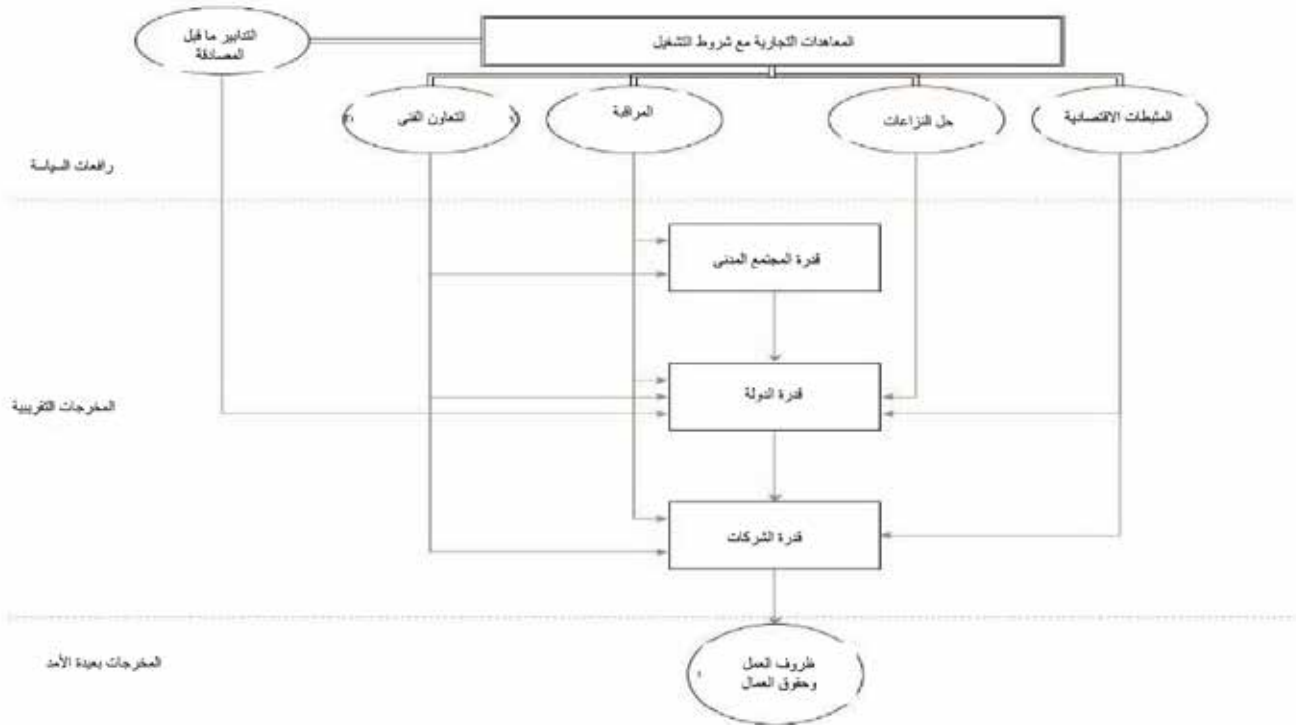 المعاهدات التجارية مع شروط التشغيل
التدابير ما قبل
المصادقة
المثبطات الاقتصادية
حل النزاعات
المراقبة
التعاون الفني
رافعات السياسة
قدرة المجتمع المدني
قدرة الدولة
المخرجات التقريبية
قدرة الشركات
المخرجات بعيدة الأمد
ظروف العمل
وحقوق العمال